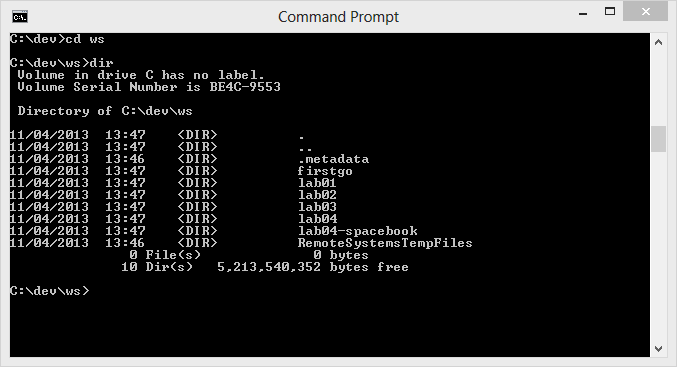 Command Prompt
C:\dev>cd ws
C:\dev\ws>dir
 Volume in drive C has no label.
 Volume Serial Number is BE4C-9553
 Directory of C:\dev\ws
11/04/2013  13:47    <DIR>          .
11/04/2013  13:47    <DIR>          ..
11/04/2013  13:46    <DIR>          .metadata
11/04/2013  13:47    <DIR>          firstgo
11/04/2013  13:47    <DIR>          lab01
11/04/2013  13:47    <DIR>          lab02
11/04/2013  13:47    <DIR>          lab03
11/04/2013  13:47    <DIR>          lab04
11/04/2013  13:47    <DIR>          lab04-spacebook
11/04/2013  13:46    <DIR>          RemoteSystemsTempFiles
               0 File(s)              0 bytes
              10 Dir(s)   5,213,540,352 bytes free
C:\dev\ws>